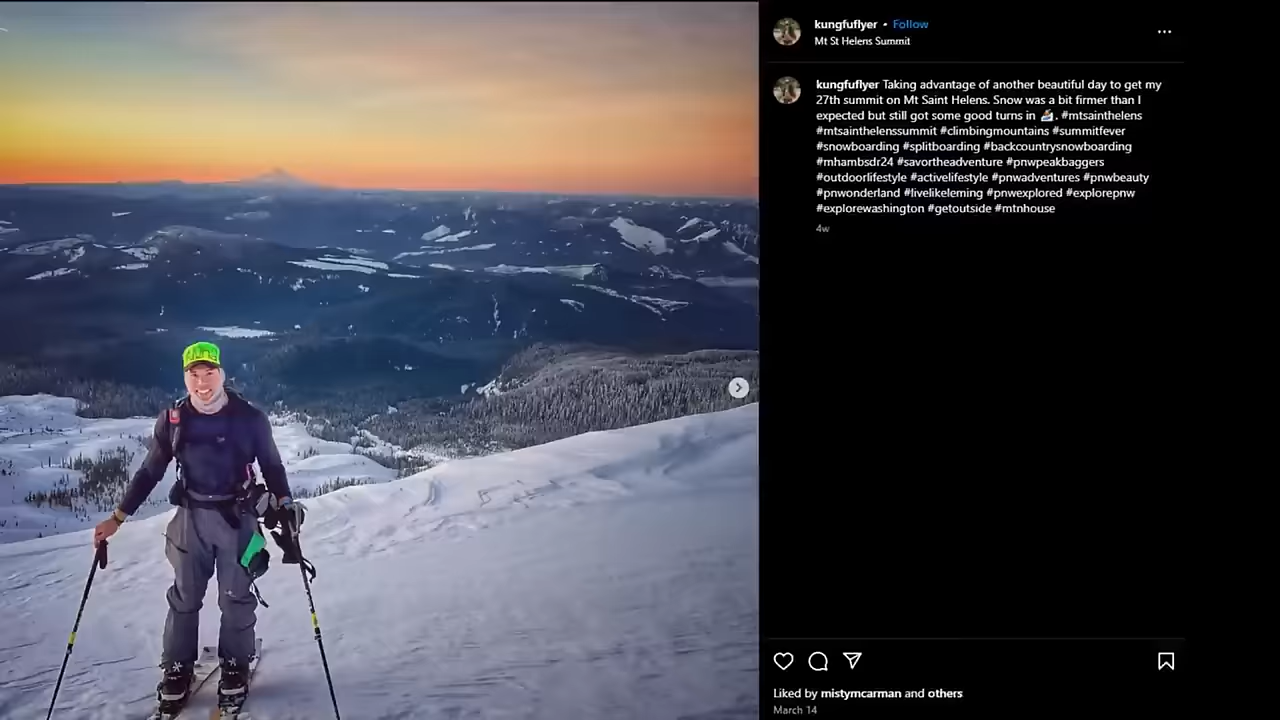 kungfuflyer • Follow
Mt St Helens Summit
kungfuflyer Taking advantage of another beautiful day to get my
27th summit on Mt Saint Helens. Snow was a bit firmer than I
expected but still got some good turns in 🏂. #mtsainthelens
#mtsainthelenssummit #climbingmountains #summitfever
#snowboarding #splitboarding #backcountrysnowboarding
#mhambsdr24 #savortheadventure #pnwpeakbaggers
#outdoorlifestyle #activelifestyle #pnwadventures #pnwbeauty
#pnwonderland #livelikeleming #pnwexplored #explorepnw
#explorewashington #getoutside #mtnhouse
4w
Liked by mistymcarman and others
March 14